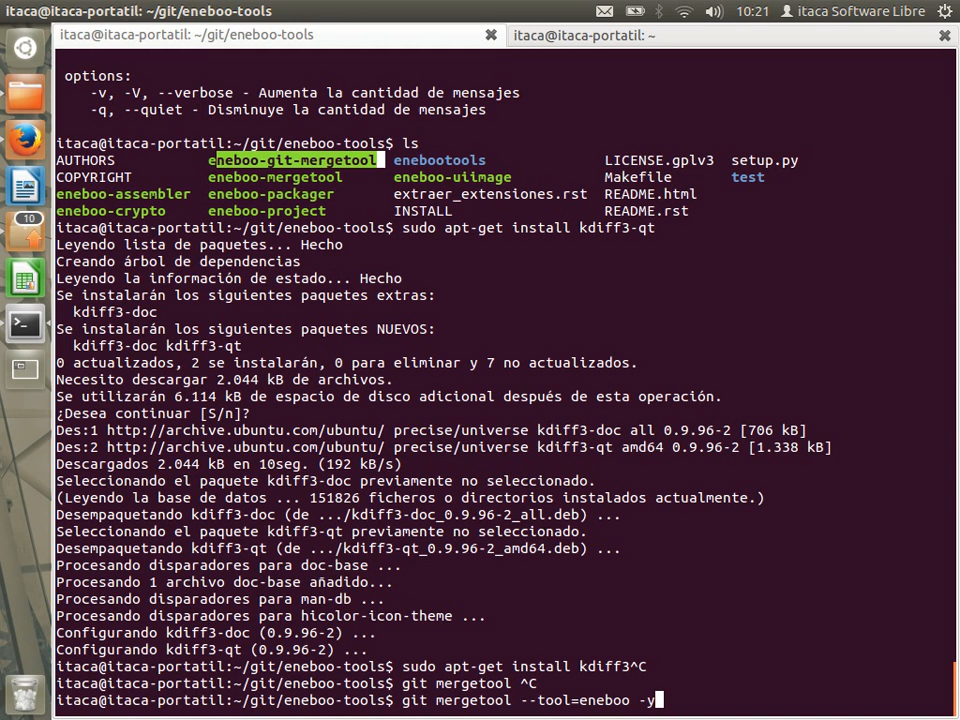 itaca@itaca-portatil: ~/git/eneboo-tools
10:21 itaca Software Libre
itaca@itaca-portatil: ~/git/eneboo-tools
itaca@itaca-portatil: ~
10
options:
-v, -V, --verbose - Aumenta la cantidad de mensajes
-q, --quiet - Disminuye la cantidad de mensajes
itaca@itaca-portatil:~/git/eneboo-tools$ ls
AUTHORS eneboo-git-mergetool enebootools LICENSE.gplv3 setup.py
COPYRIGHT eneboo-mergetool eneboo-uiimage Makefile test
eneboo-assembler eneboo-packager extraer_extensiones.rst README.html
eneboo-crypto eneboo-project INSTALL README.rst
itaca@itaca-portatil:~/git/eneboo-tools$ sudo apt-get install kdiff3-qt
Leyendo lista de paquetes... Hecho
Creando árbol de dependencias
Leyendo la información de estado... Hecho
Se instalarán los siguientes paquetes extras:
kdiff3-doc
Se instalarán los siguientes paquetes NUEVOS:
kdiff3-doc kdiff3-qt
0 actualizados, 2 se instalarán, 0 para eliminar y 7 no actualizados.
Necesito descargar 2.044 kB de archivos.
Se utilizarán 6.114 kB de espacio de disco adicional después de esta operación.
¿Desea continuar [S/n]?
Des:1 http://archive.ubuntu.com/ubuntu/ precise/universe kdiff3-doc all 0.9.96-2 [706 kB]
Des:2 http://archive.ubuntu.com/ubuntu/ precise/universe kdiff3-qt amd64 0.9.96-2 [1.338 kB]
Descargados 2.044 kB en 10seg. (192 kB/s)
Seleccionando el paquete kdiff3-doc previamente no seleccionado.
(Leyendo la base de datos ... 151826 ficheros o directorios instalados actualmente.)
Desempaquetando kdiff3-doc (de .../kdiff3-doc_0.9.96-2_all.deb) ...
Seleccionando el paquete kdiff3-qt previamente no seleccionado.
Desempaquetando kdiff3-qt (de .../kdiff3-qt_0.9.96-2_amd64.deb) ...
Procesando disparadores para doc-base ...
Procesando 1 archivo doc-base añadido...
Procesando disparadores para man-db ...
Procesando disparadores para hicolor-icon-theme ...
Configurando kdiff3-doc (0.9.96-2) ...
Configurando kdiff3-qt (0.9.96-2) ...
itaca@itaca-portatil:~/git/eneboo-tools$ sudo apt-get install kdiff3^C
itaca@itaca-portatil:~/git/eneboo-tools$ git mergetool ^C
itaca@itaca-portatil:~/git/eneboo-tools$ git mergetool --tool=eneboo -y